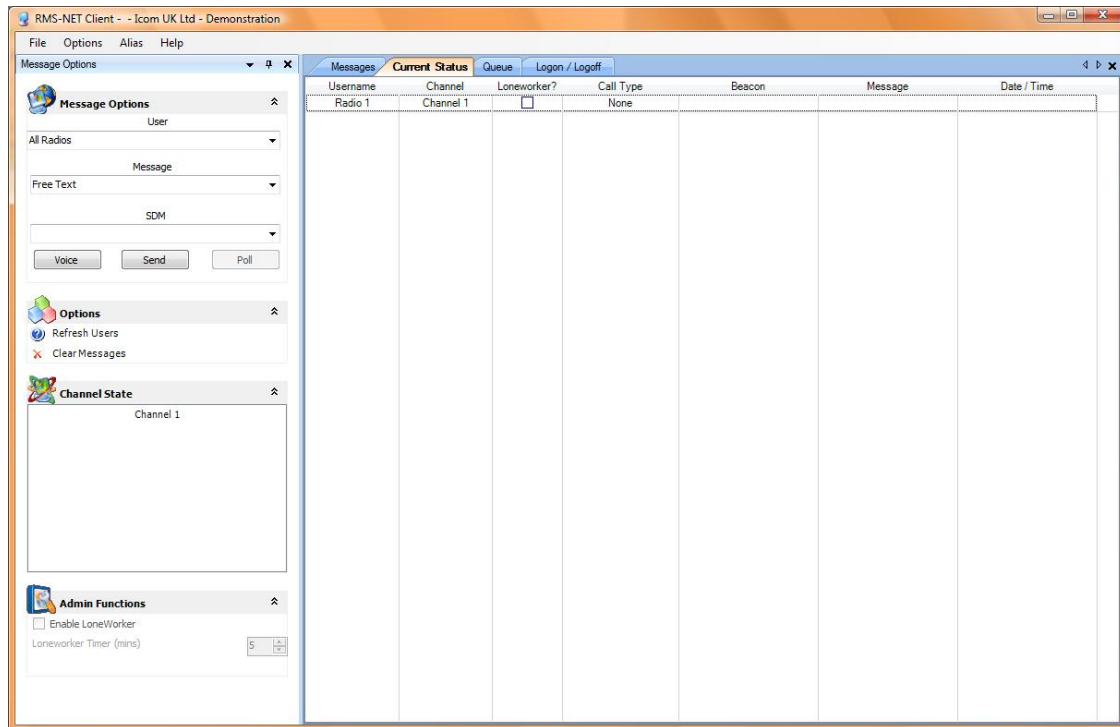 RMS-NET Client - - Icom UK Ltd - Demonstration
File Options Alias Help
Message Options
Message Options
User
All Radios
Message
Free Text
SDM
Voice Send Poll
Options
Refresh Users
Clear Messages
Channel State
Channel 1
Admin Functions
Enable LoneWorker
Loneworker Timer (mins) 5
Messages Current Status Queue Logon / Logoff
Username Channel Loneworker? Call Type Beacon Message Date / Time
Radio 1 Channel 1 None